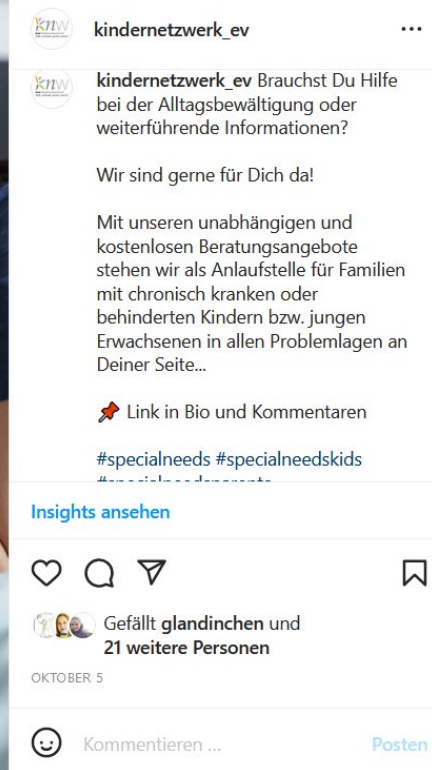 knw
kindernetzwerk_ev
knw
kindernetzwerk_ev Brauchst Du Hilfe
bei der Alltagsbewältigung oder
weiterführende Informationen?
Wir sind gerne für Dich da!
Mit unseren unabhängigen und
kostenlosen Beratungsangebote
stehen wir als Anlaufstelle für Familien
mit chronisch kranken oder
behinderten Kindern bzw. jungen
Erwachsenen in allen Problemlagen an
Deiner Seite...
📌 Link in Bio und Kommentaren
#specialneeds #specialneedskids
Insights ansehen
Gefällt glandinchen und
21 weitere Personen
OKTOBER 5
Kommentieren ... Posten